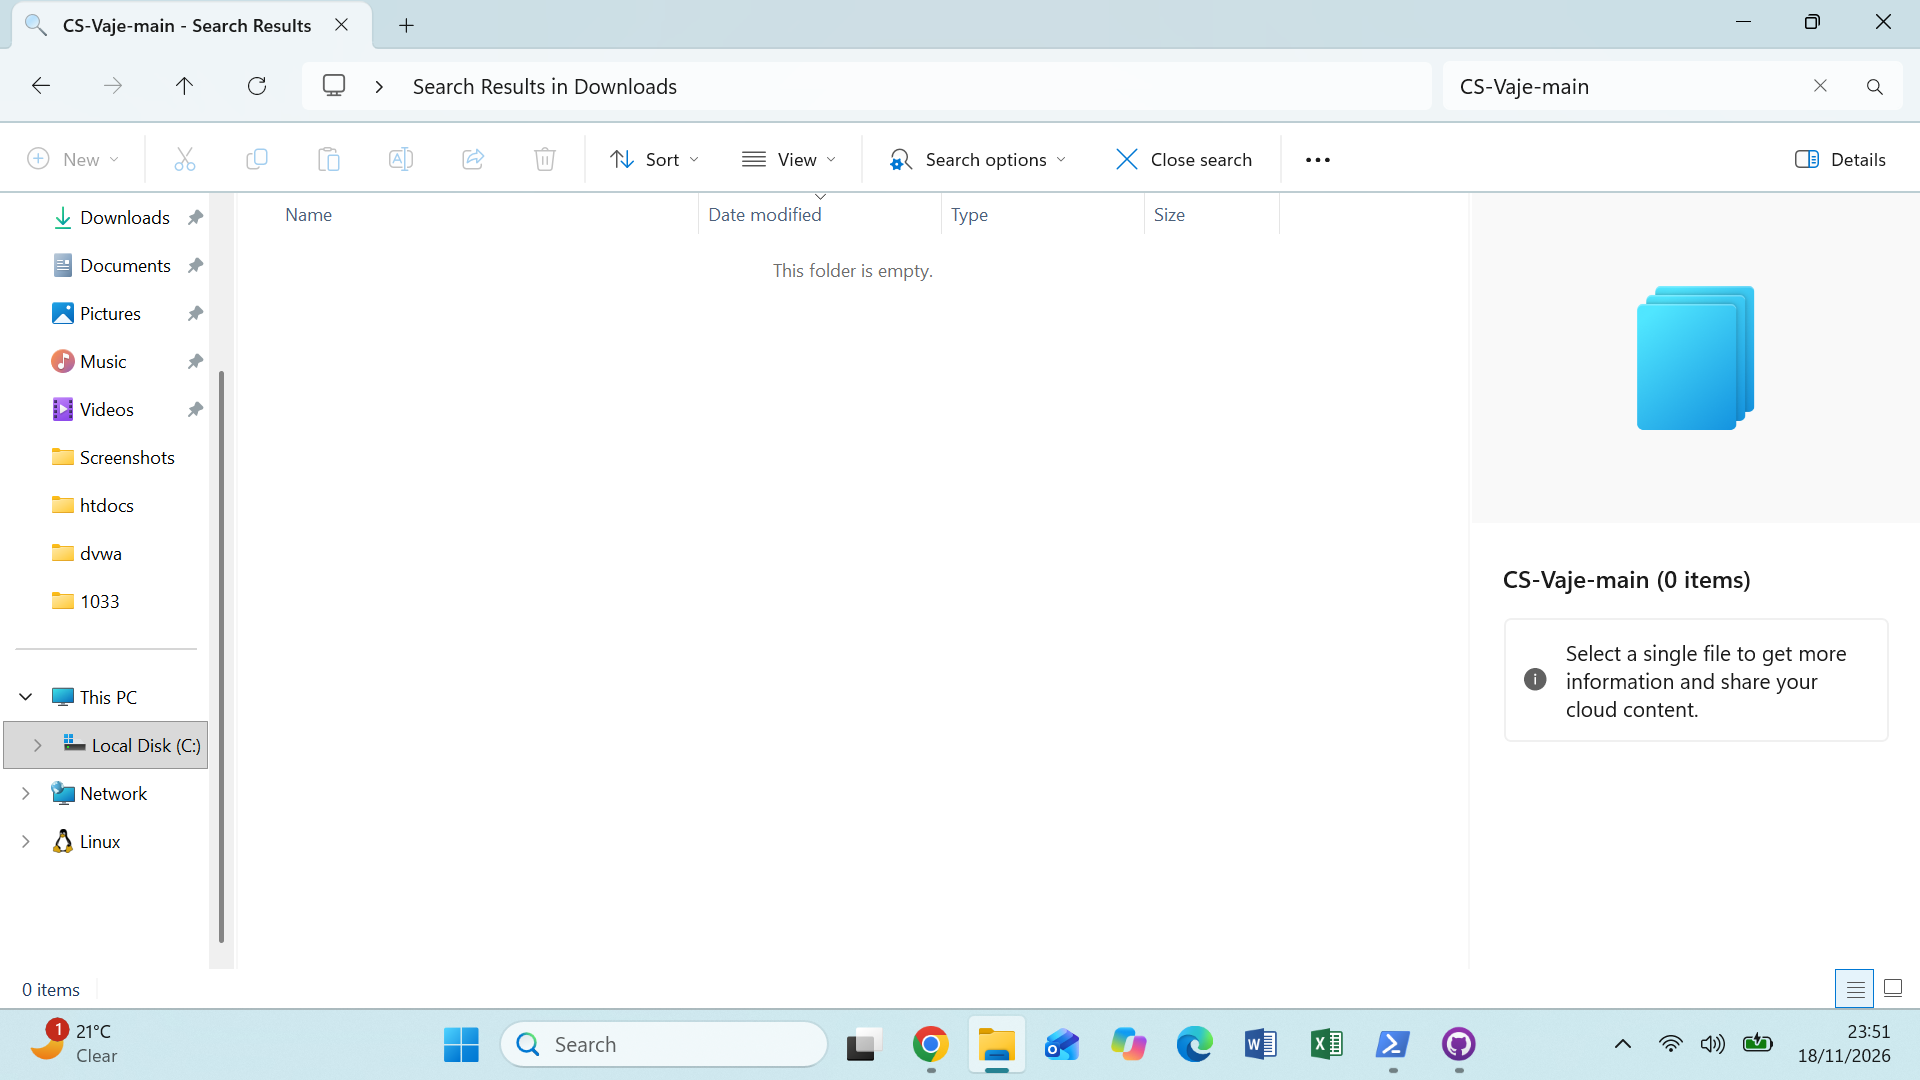 CS-Vaje-main - Search Results
Search Results in Downloads
CS-Vaje-main
New
Sort
View
Search options
Close search
Details
Downloads
Documents
Pictures
Music
Videos
Screenshots
htdocs
dvwa
1033
This PC
Local Disk (C:)
Network
Linux
Name
Date modified
Type
Size
This folder is empty.
CS-Vaje-main (0 items)
Select a single file to get more
information and share your
cloud content.
0 items
1
21°C
Clear
Search
23:51
18/11/2026